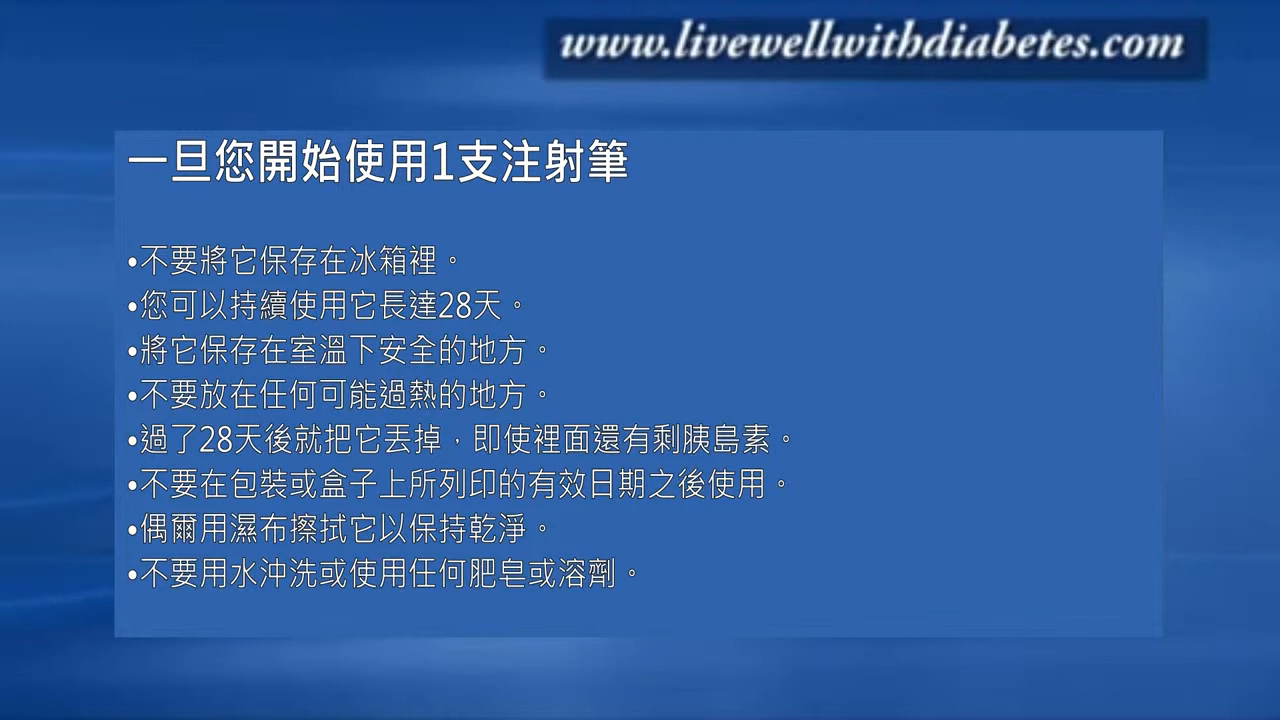 www.livewellwithdiabetes.com
一旦您開始使用1支注射筆
•不要將它保存在冰箱裡。
•您可以持續使用它長達28天。
•將它保存在室溫下安全的地方。
•不要放在任何可能過熱的地方。
•過了28天後就把它丟掉，即使裡面還有剩胰島素。
•不要在包裝或盒子上所列印的有效日期之後使用。
•偶爾用濕布擦拭它以保持乾淨。
•不要用水沖洗或使用任何肥皂或溶劑。